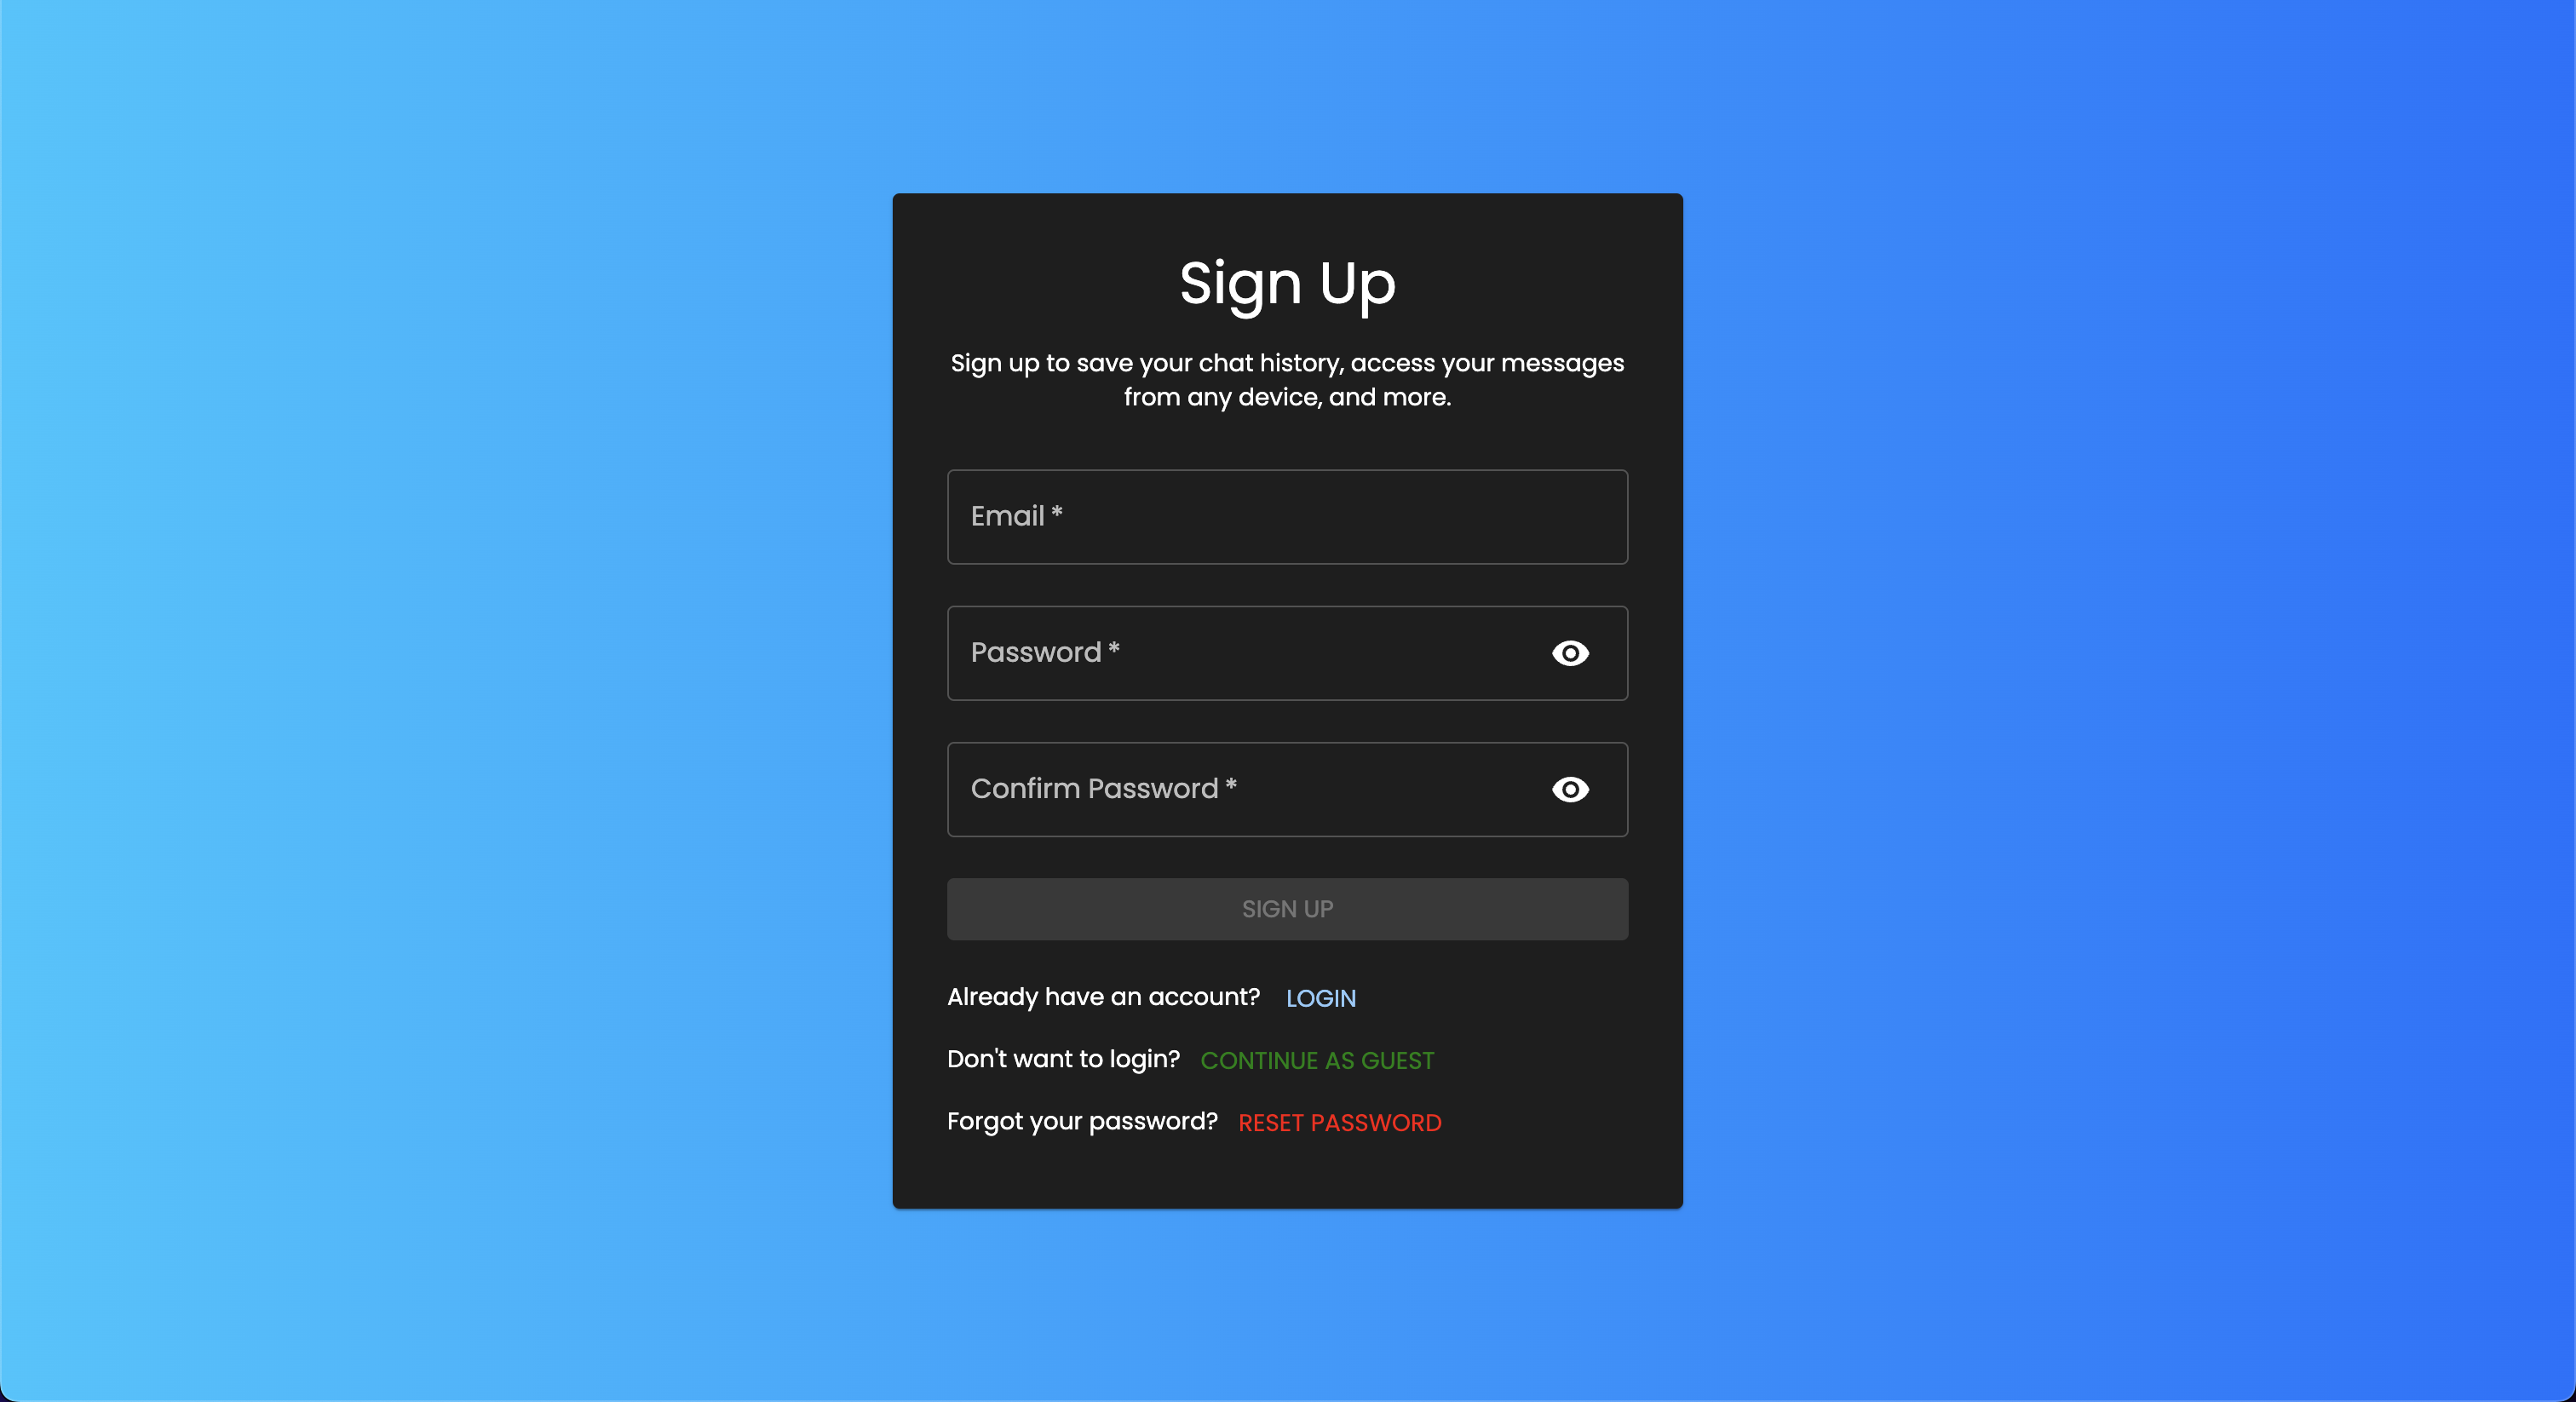 Sign Up
Sign up to save your chat history, access your messages
from any device, and more.
Email *
Password *
Confirm Password *
SIGN UP
Already have an account? LOGIN
Don't want to login? CONTINUE AS GUEST
Forgot your password? RESET PASSWORD